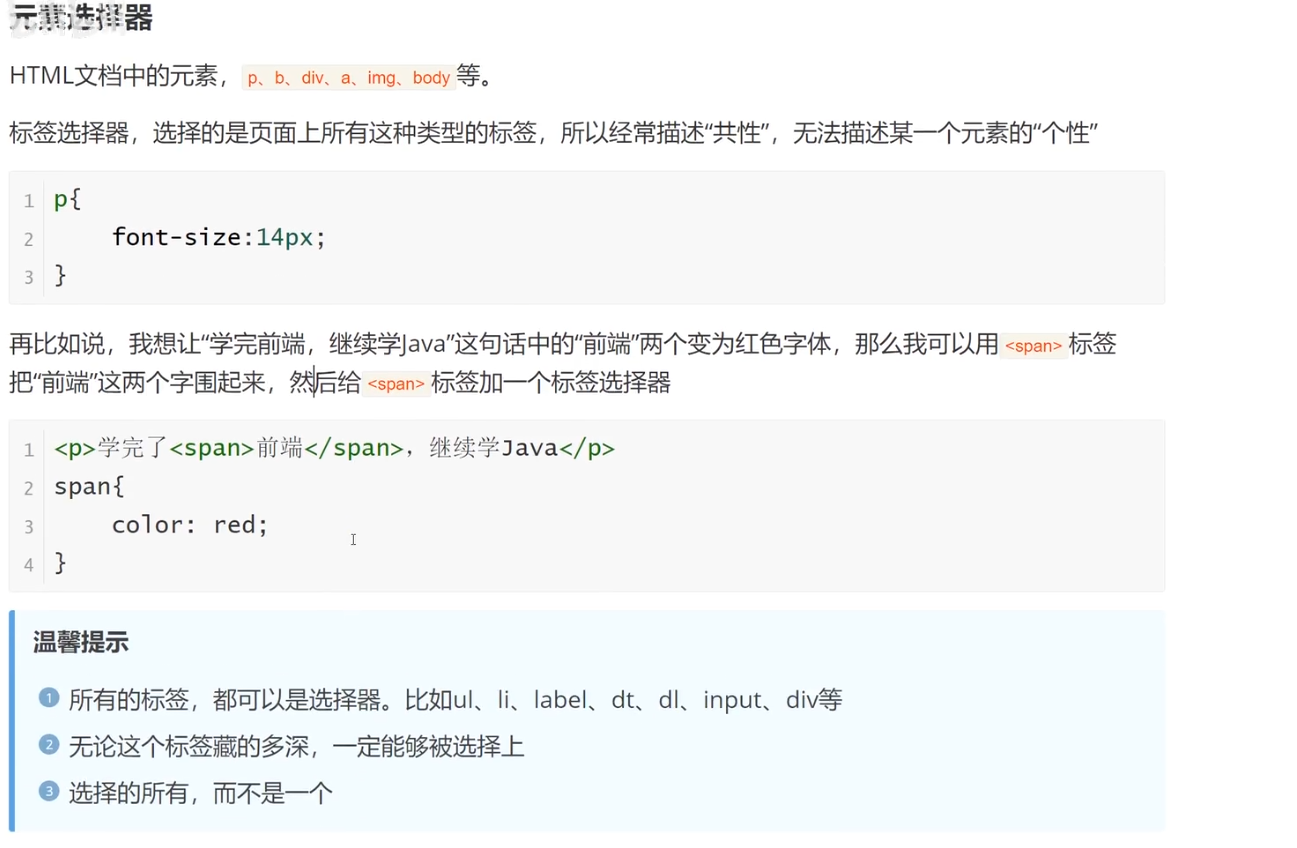 元素选择器
HTML文档中的元素，p、b、div、a、img、body等。
标签选择器，选择的是页面上所有这种类型的标签，所以经常描述“共性”，无法描述某一个元素的“个性”
1 p{
2 font-size:14px;
3 }
再比如说，我想让“学完前端，继续学Java”这句话中的“前端”两个变为红色字体，那么我可以用<span>标签
把“前端”这两个字围起来，然后给<span>标签加一个标签选择器
1 <p>学完了<span>前端</span>，继续学Java</p>
2 span{
3 color: red;
4 }
温馨提示
1 所有的标签，都可以是选择器。比如ul、li、label、dt、dl、input、div等
2 无论这个标签藏的多深，一定能够被选择上
3 选择的所有，而不是一个